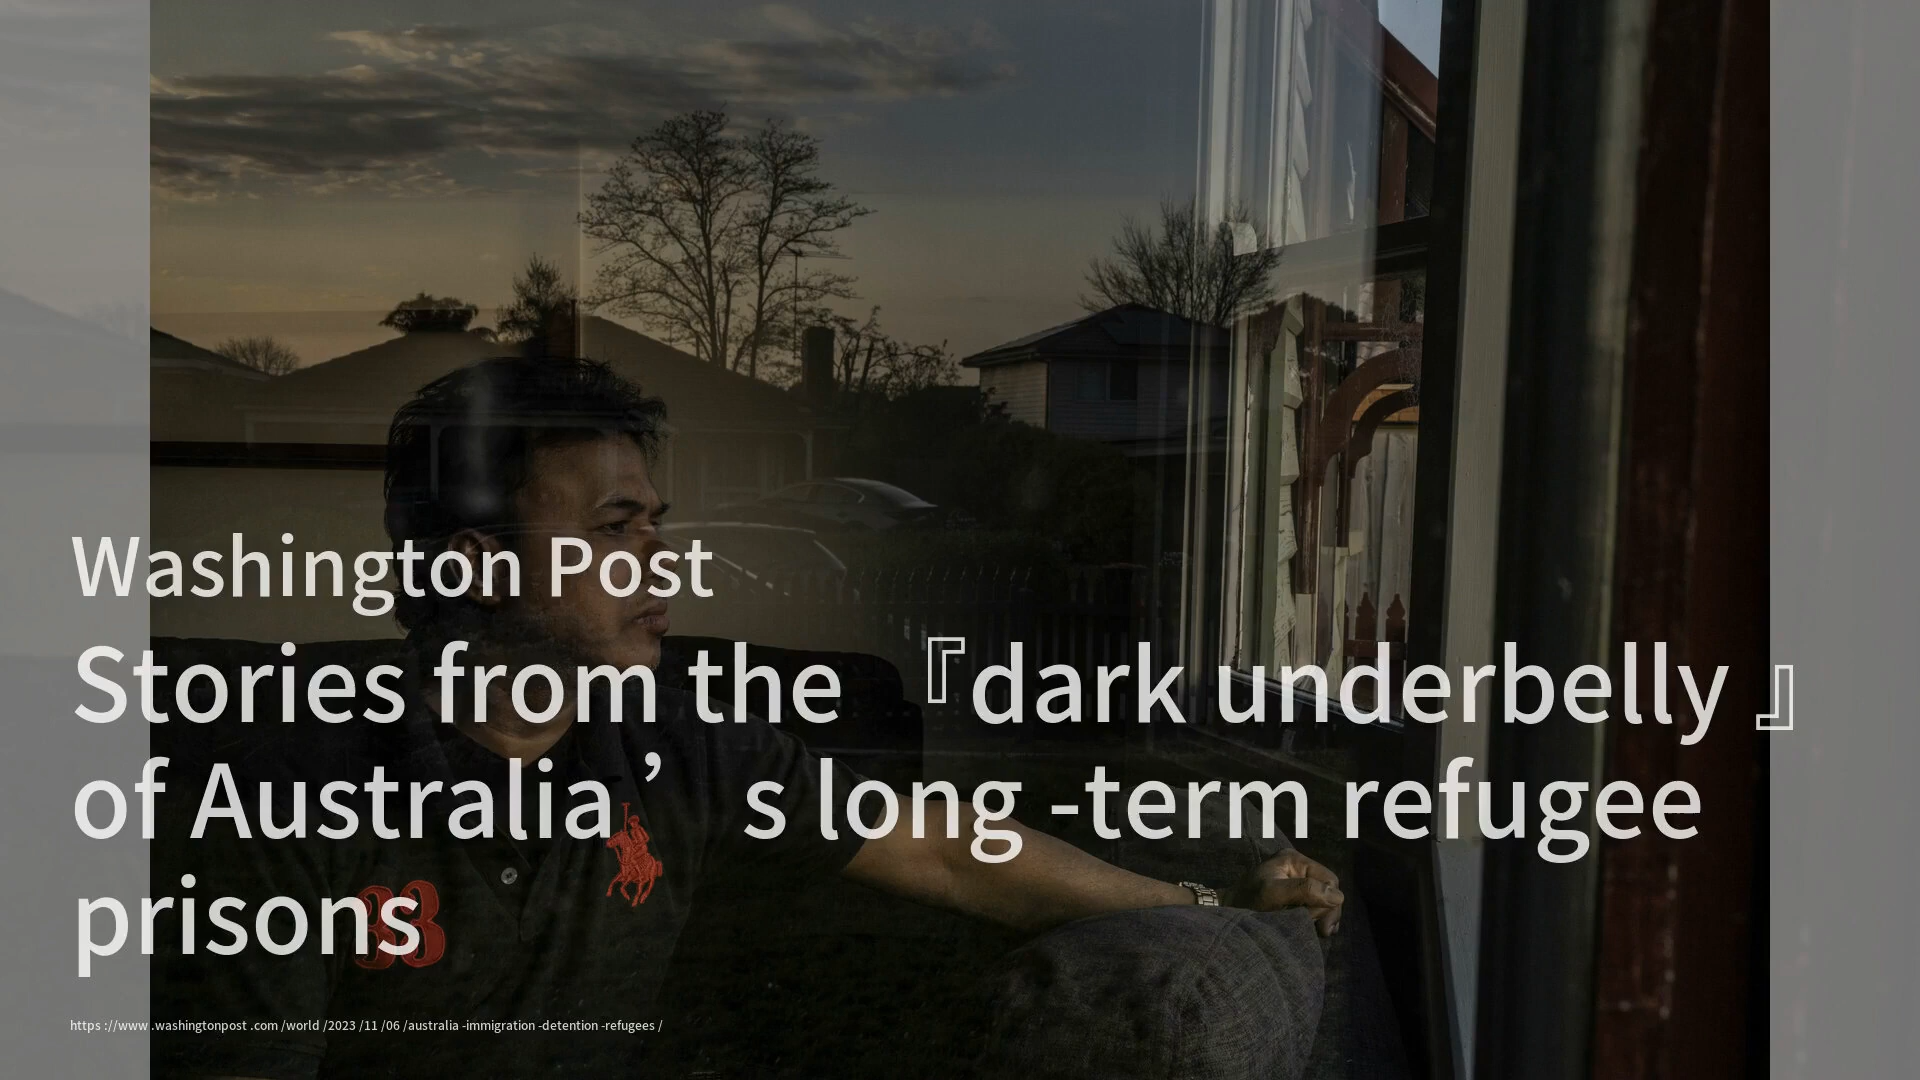 Washington Post
Stories from the 『dark underbelly 』
of Australia ’ s long -term refugee
prisons
33
https ://www .washingtonpost .com /world /2023 /11 /06 /australia -immigration -detention -refugees /